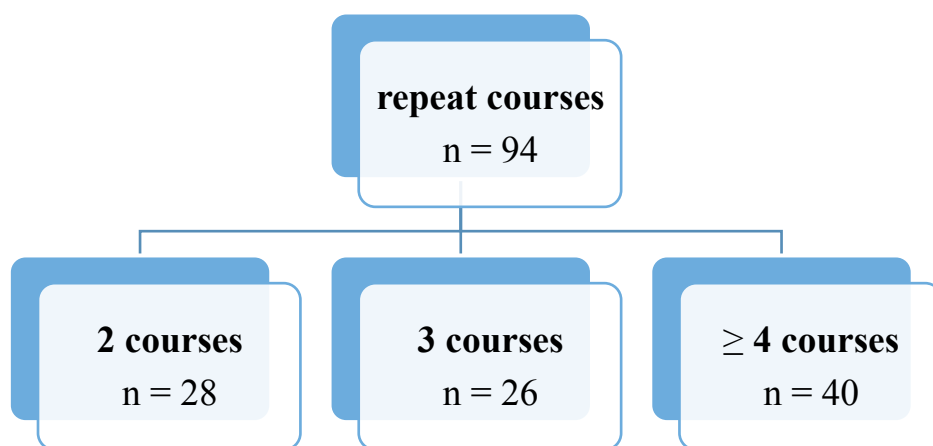 repeat courses
n = 94
2 courses
n = 28
3 courses
n = 26
≥ 4 courses
n = 40